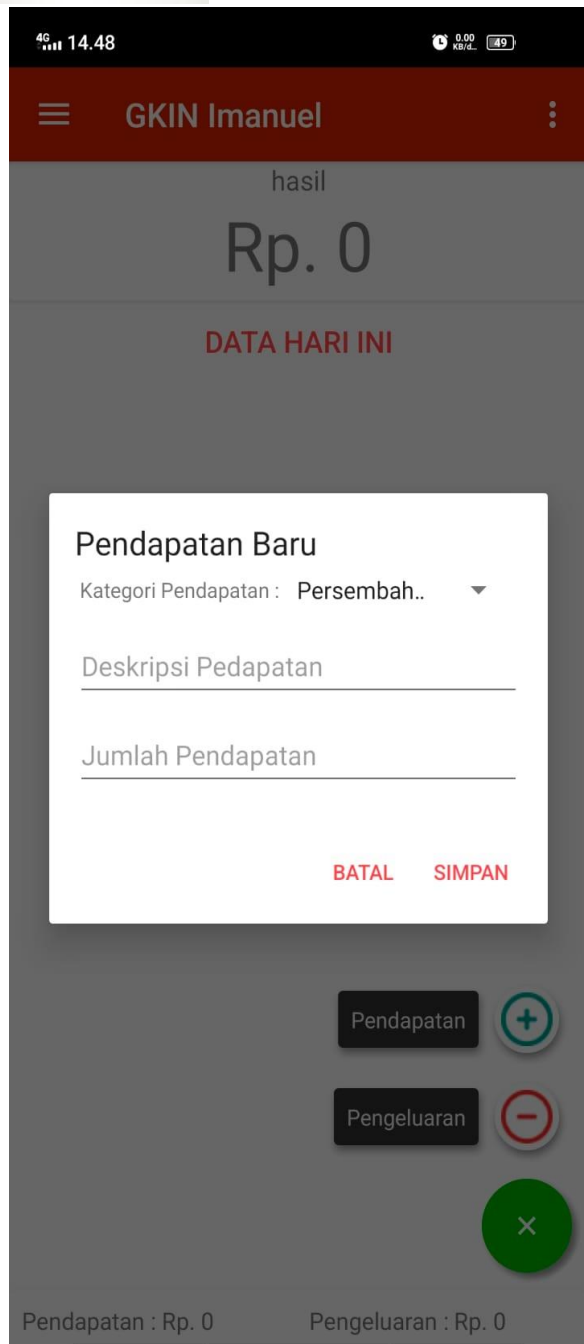 4G 14.48 0.00 KB/d... 49
GKIN Imanuel
hasil
Rp. 0
DATA HARI INI
Pendapatan Baru
Kategori Pendapatan : Persembah..
Deskripsi Pedapatan
Jumlah Pendapatan
BATAL SIMPAN
Pendapatan
Pengeluaran
Pendapatan : Rp. 0 Pengeluaran : Rp. 0